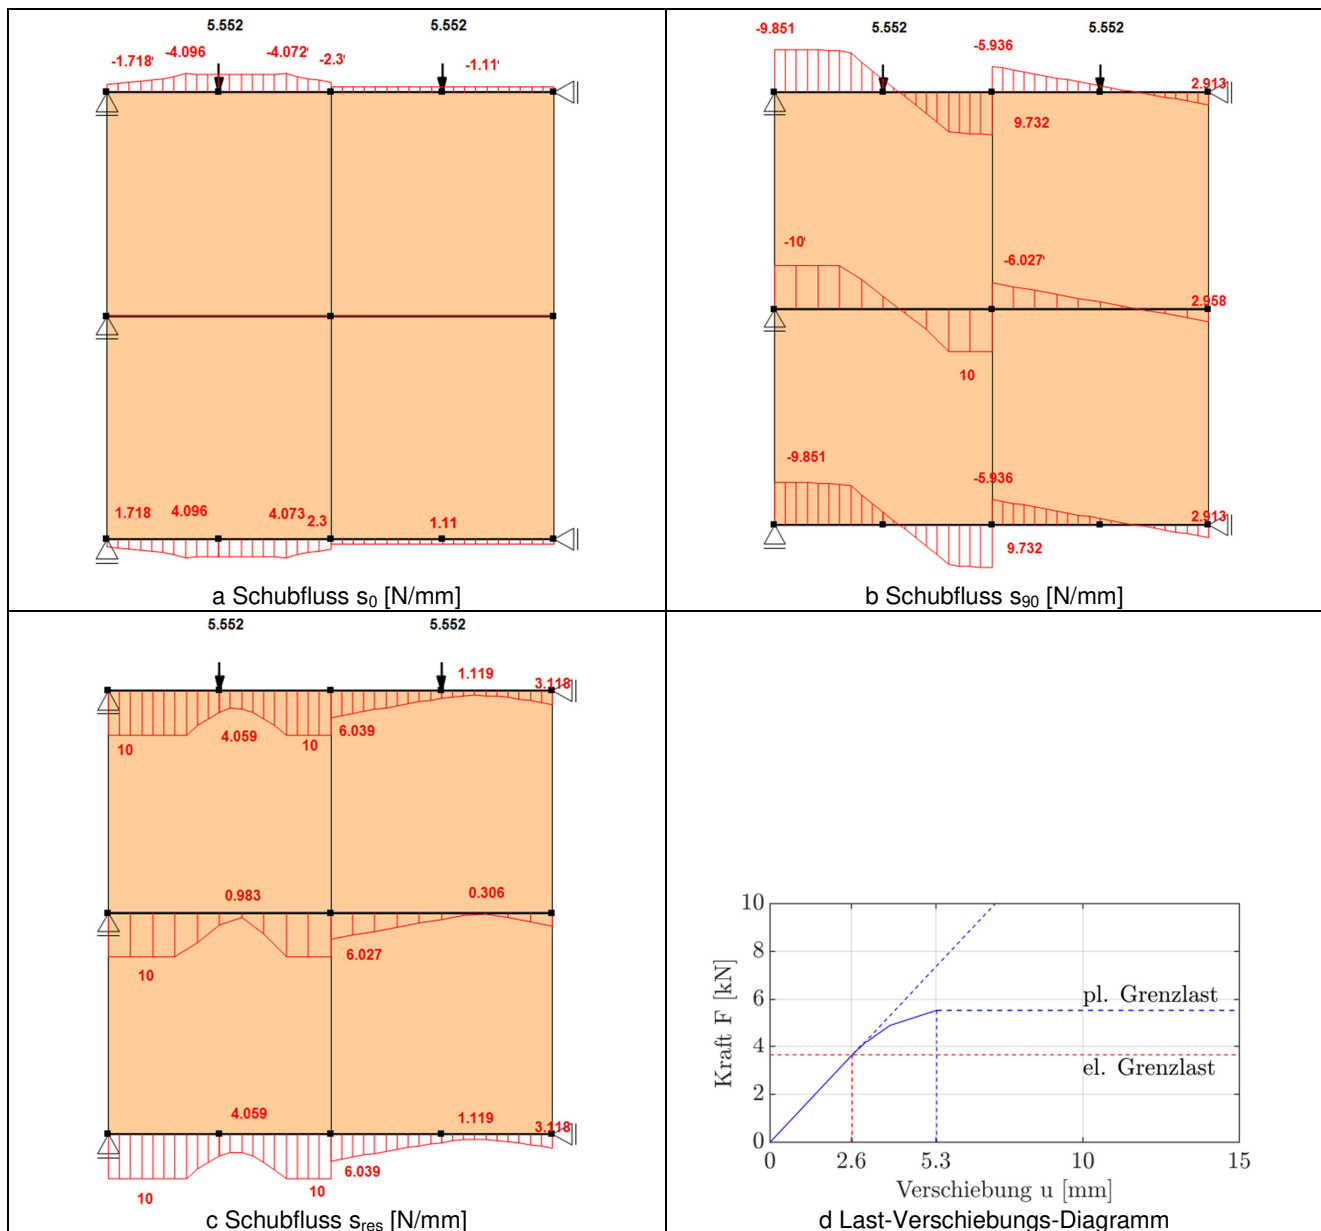 5.552 5.552
-1.718' -4.096 -4.072' -2.3' -1.11'
1.718 4.096 4.073 2.3 1.11
a Schubfluss s0 [N/mm]
-9.851 5.552 -5.936 5.552 2.913
9.732
-10' -6.027' 2.958
10
-9.851 -5.936 2.913
9.732
b Schubfluss s90 [N/mm]
5.552 5.552
1.119 3.118
10 4.059 10 6.039
0.983 0.306
10 6.027
4.059 1.119 3.118
10 10 6.039
c Schubfluss sres [N/mm]
10
8
6
4
2
0
Kraft F [kN]
pl. Grenzlast
el. Grenzlast
0 2.6 5.3 10 15
Verschiebung u [mm]
d Last-Verschiebungs-Diagramm